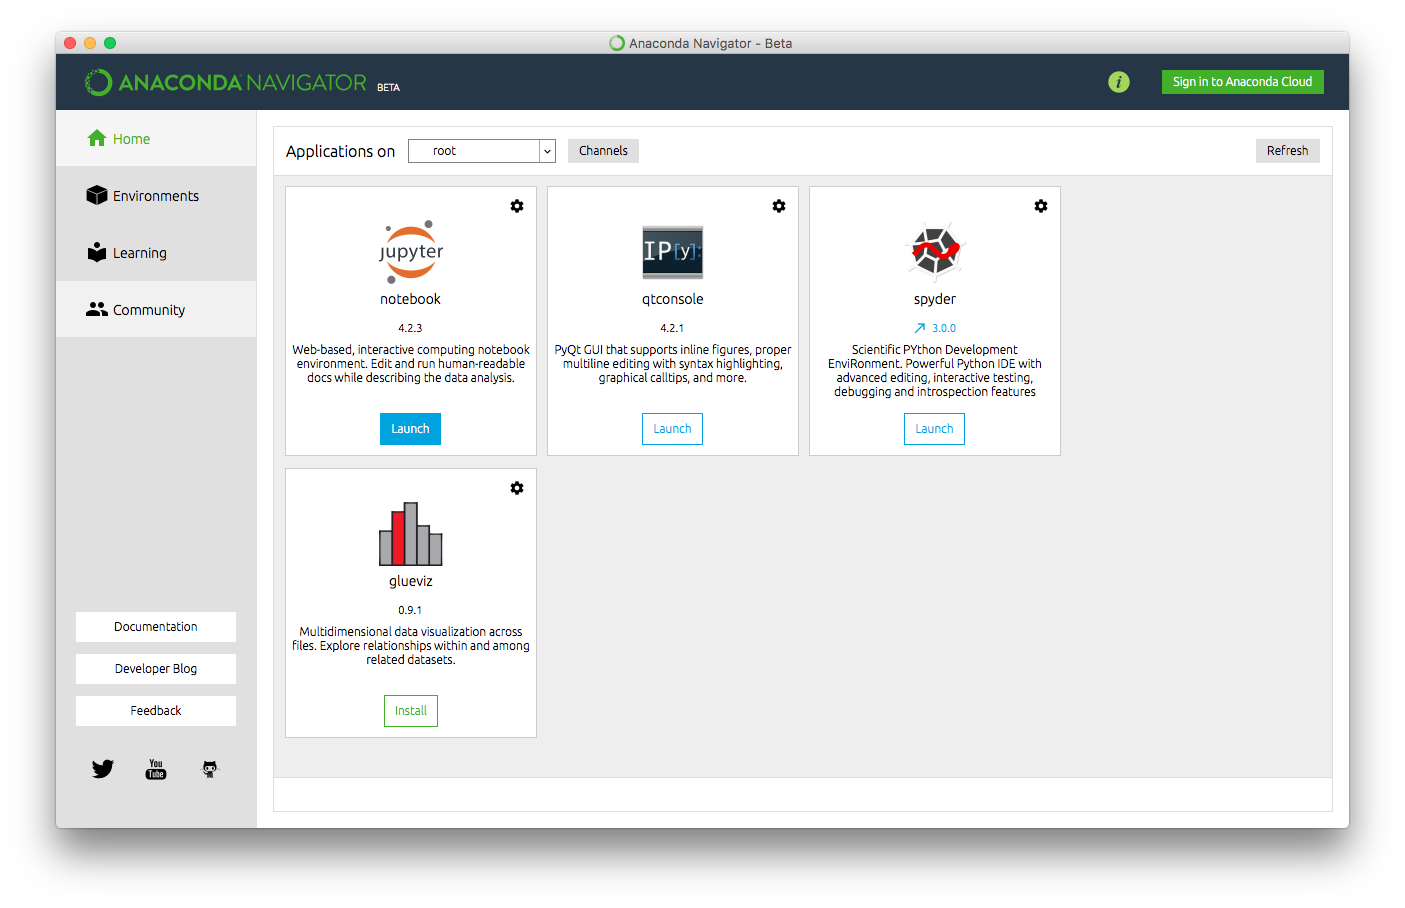 Anaconda Navigator - Beta
ANACONDA NAVIGATOR BETA
i
Sign in to Anaconda Cloud
Home
Environments
Learning
Community
Documentation
Developer Blog
Feedback
You
Tube
Applications on
root
Channels
Refresh
jupyter
notebook
4.2.3
Web-based, interactive computing notebook
environment. Edit and run human-readable
docs while describing the data analysis.
Launch
IP[y]:
qtconsole
4.2.1
PyQt GUI that supports inline figures, proper
multiline editing with syntax highlighting,
graphical calltips, and more.
Launch
spyder
3.0.0
Scientific PYthon Development
EnviRonment. Powerful Python IDE with
advanced editing, interactive testing,
debugging and introspection features
Launch
glueviz
0.9.1
Multidimensional data visualization across
files. Explore relationships within and among
related datasets.
Install